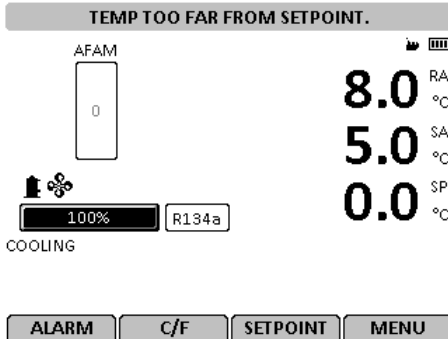 TEMP TOO FAR FROM SETPOINT.
AFAM
0
8.0 RA °C
5.0 SA °C
0.0 SP °C
100% R134a
COOLING
ALARM C/F SETPOINT MENU